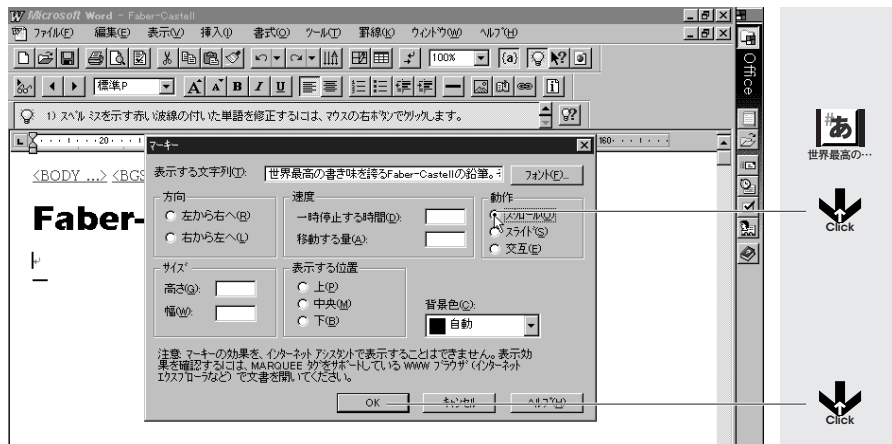 Microsoft Word - Faber-Castell
ファイル(F) 編集(E) 表示(V) 挿入(I) 書式(O) ツール(T) 罫線(K) ウィンドウ(W) ヘルプ(H)
100% {a}
標準P A A B I U
Office
1) スペル ミスを示す赤い波線の付いた単語を修正するには、マウスの右ボタンでクリックします。
20 160
<BODY ...> <BGS
Faber-
マーキー
表示する文字列(T): 世界最高の書き味を誇るFaber-Castellの鉛筆。そ フォント(F)...
方向 速度 動作
左から右へ(R) 一時停止する時間(D): スクロール(O)
右から左へ(L) 移動する量(A): スライド(S)
交互(E)
サイズ 表示する位置
高さ(G): 上(P)
幅(W): 中央(M) 背景色(C):
下(B) 自動
注意: マーキーの効果を、インターネット アシスタントで表示することはできません。表示効
果を確認するには、MARQUEE タグをサポートしている WWW ブラウザ (インターネット
エクスプローラなど) で文書を開いてください。
OK キャンセル ヘルプ(H)
#あ
世界最高の…
Click
Click